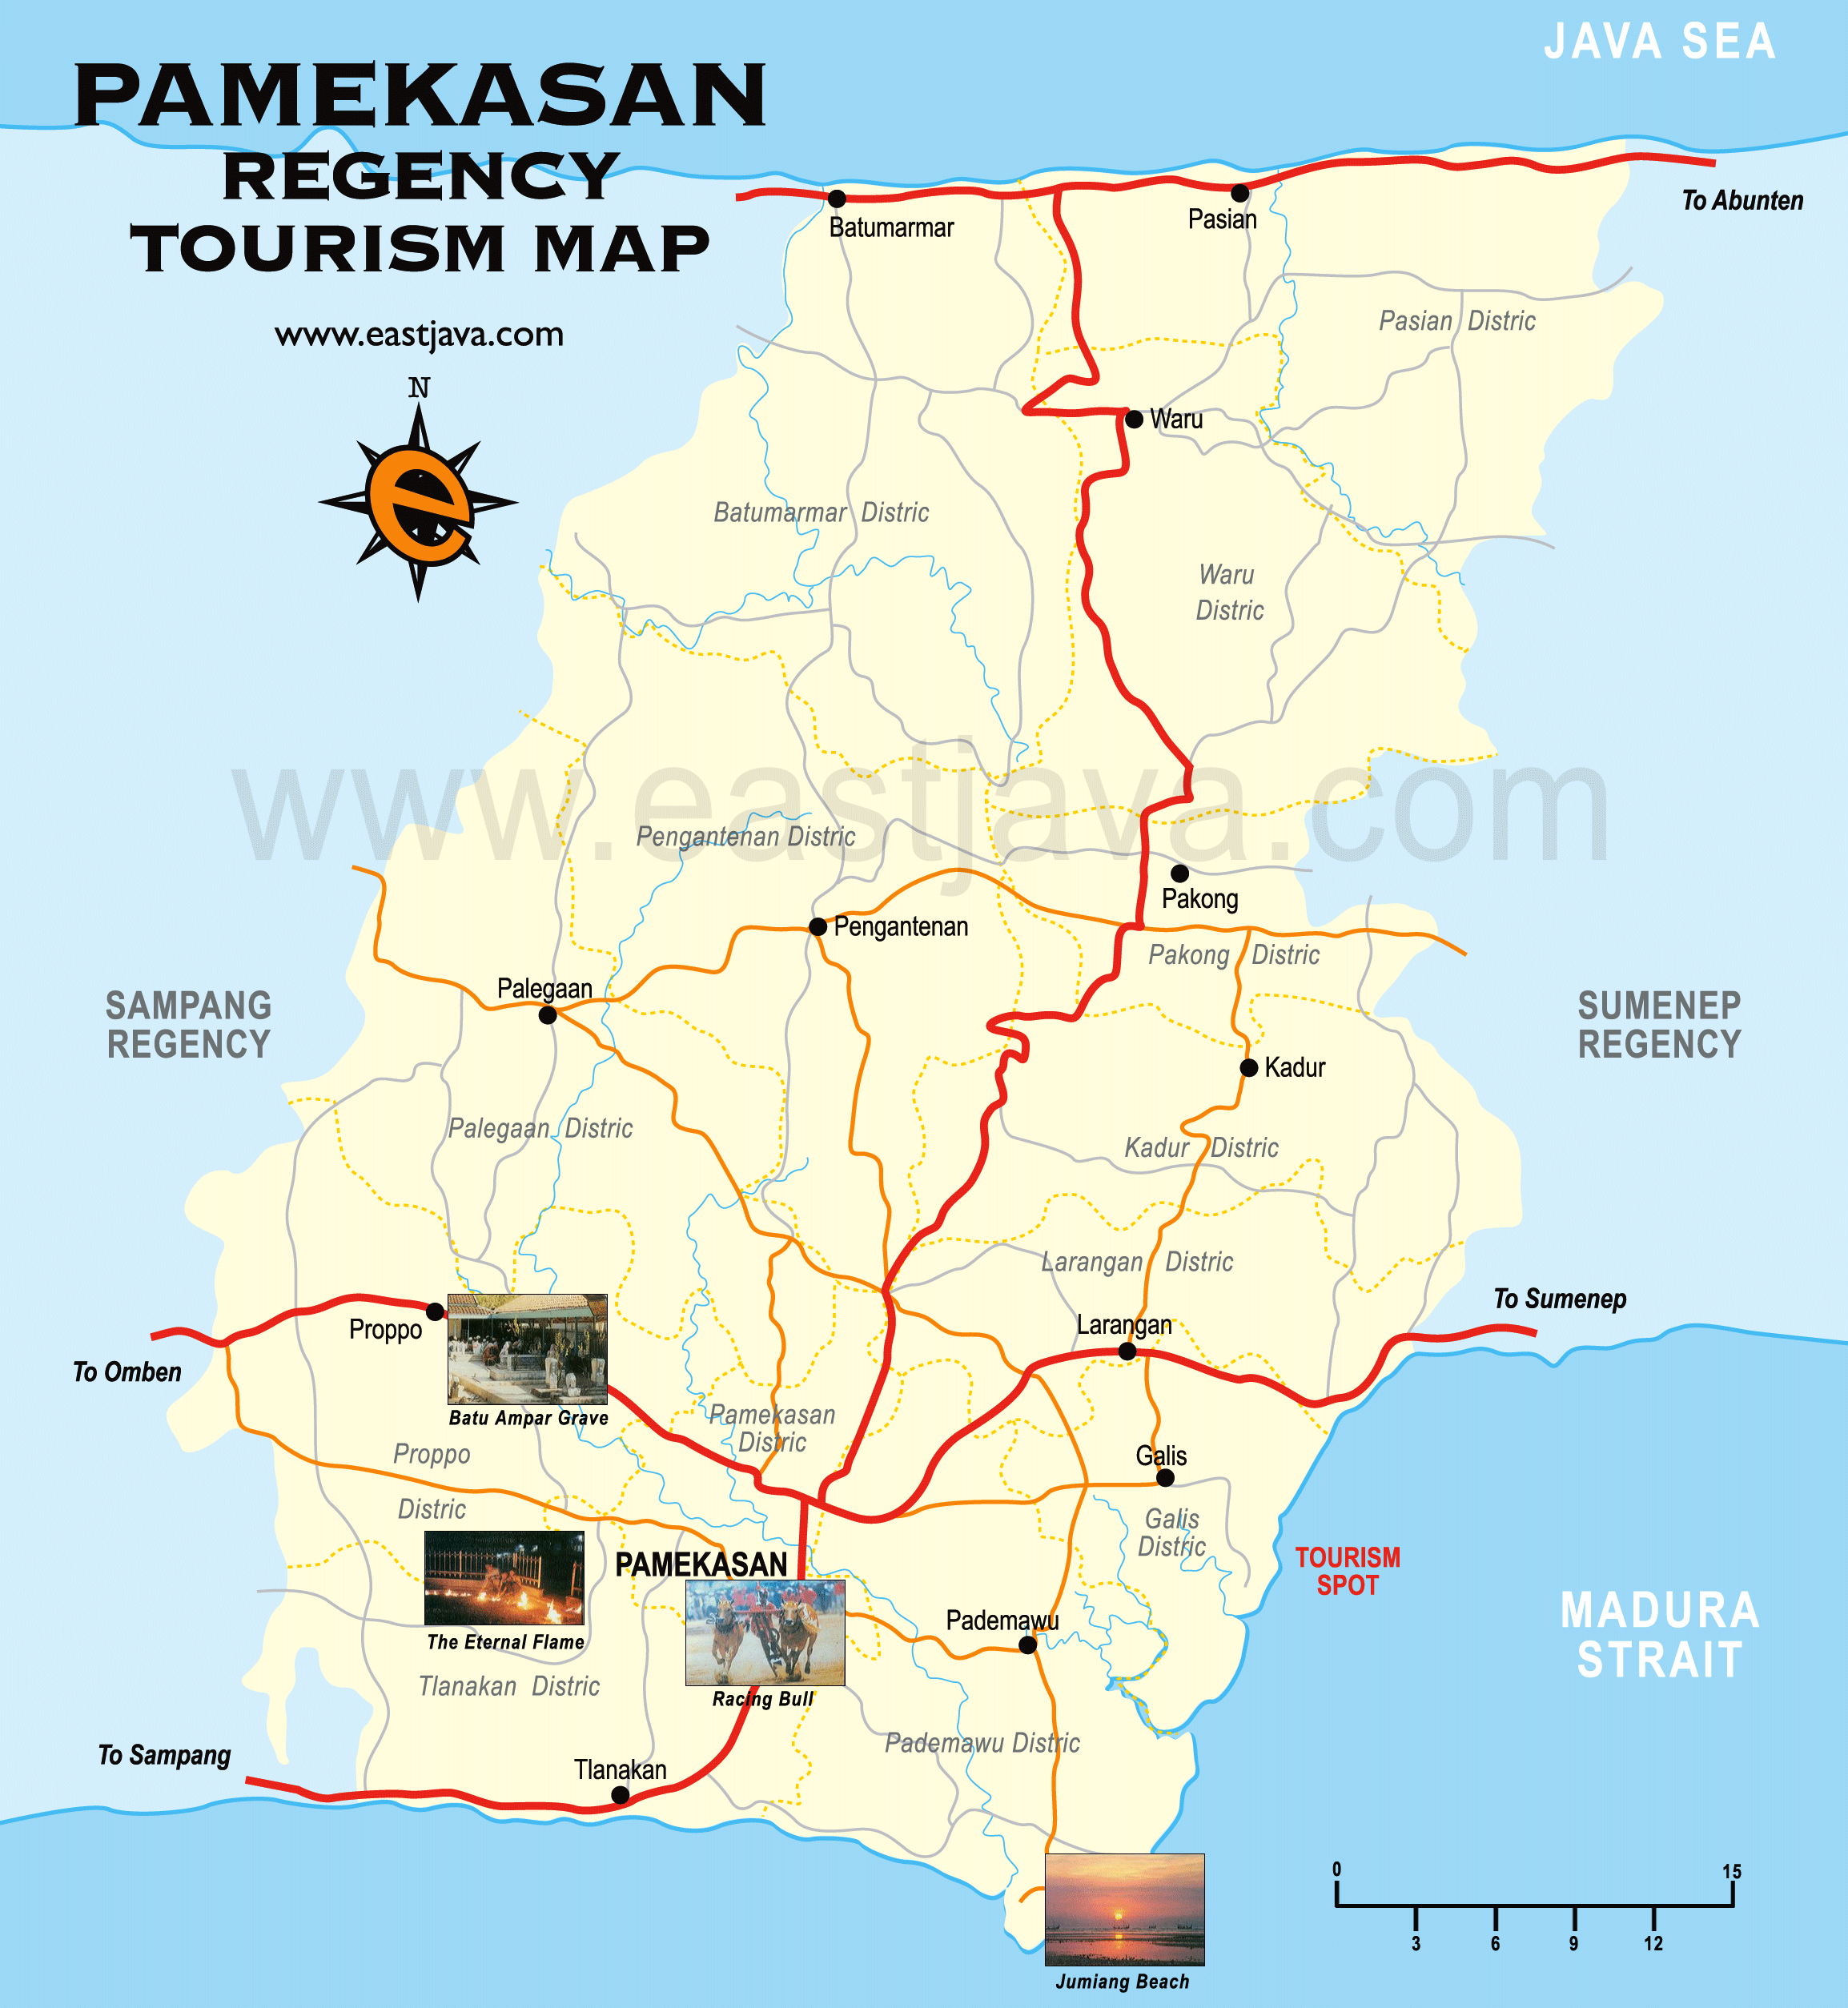 JAVA SEA
PAMEKASAN
REGENCY
TOURISM MAP
www.eastjava.com
N
To Abunten
Batumarmar
Pasian
Pasian Distric
Waru
Batumarmar Distric
Waru
Distric
www.eastjava.com
Pengantenan Distric
Pakong
Pengantenan
Pakong Distric
Palegaan
SAMPANG
REGENCY
SUMENEP
REGENCY
Kadur
Palegaan Distric
Kadur Distric
Larangan Distric
To Sumenep
Proppo
Larangan
To Omben
Batu Ampar Grave
Pamekasan
Distric
Proppo
Distric
Galis
Galis
Distric
TOURISM
SPOT
PAMEKASAN
The Eternal Flame
Pademawu
MADURA
STRAIT
Tlanakan Distric
Racing Bull
Pademawu Distric
To Sampang
Tlanakan
0
15
3
6
9
12
Jumiang Beach